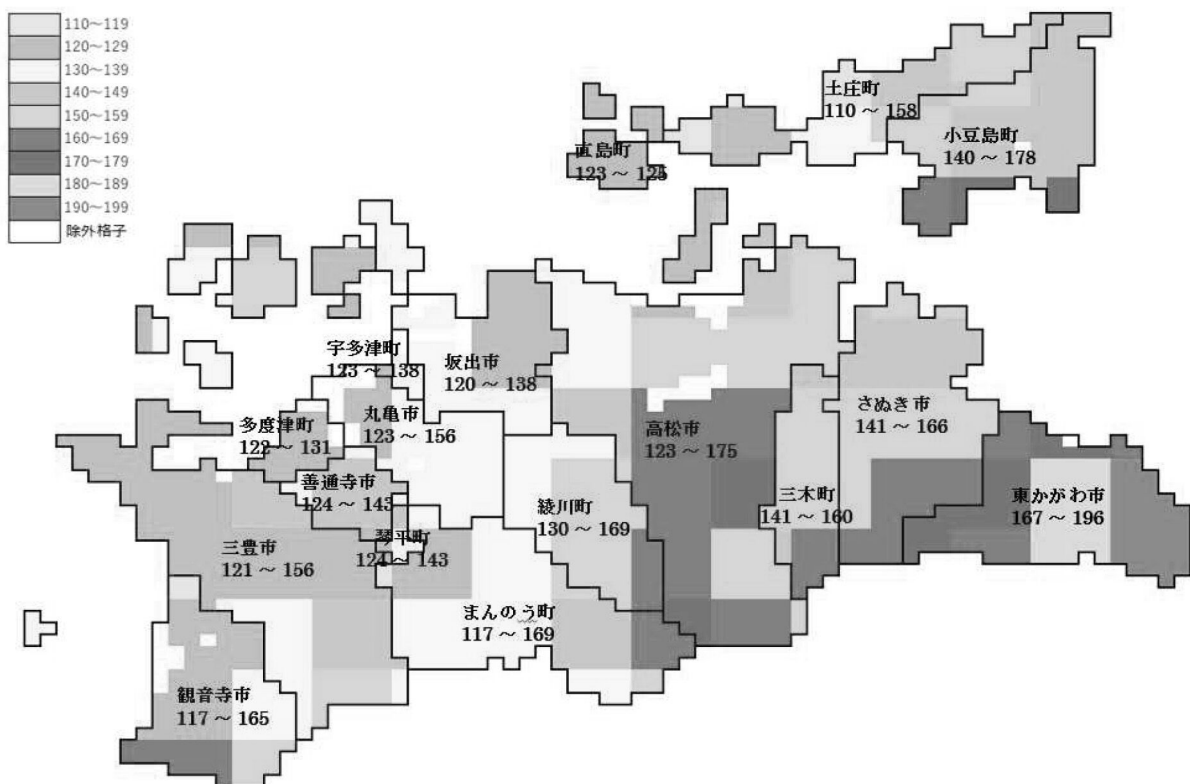 110～119
120～129
130～139
140～149
150～159
160～169
170～179
180～189
190～199
除外格子
土庄町
110 ～ 158
小豆島町
140 ～ 178
直島町
123 ～ 125
宇多津町
123 ～ 138
坂出市
120 ～ 138
多度津町
122 ～ 131
丸亀市
123 ～ 156
さぬき市
141 ～ 166
高松市
123 ～ 175
善通寺市
124 ～ 143
綾川町
130 ～ 169
三木町
141 ～ 160
東かがわ市
167 ～ 196
琴平町
124 ～ 143
三豊市
121 ～ 156
まんのう町
117 ～ 169
観音寺市
117 ～ 165